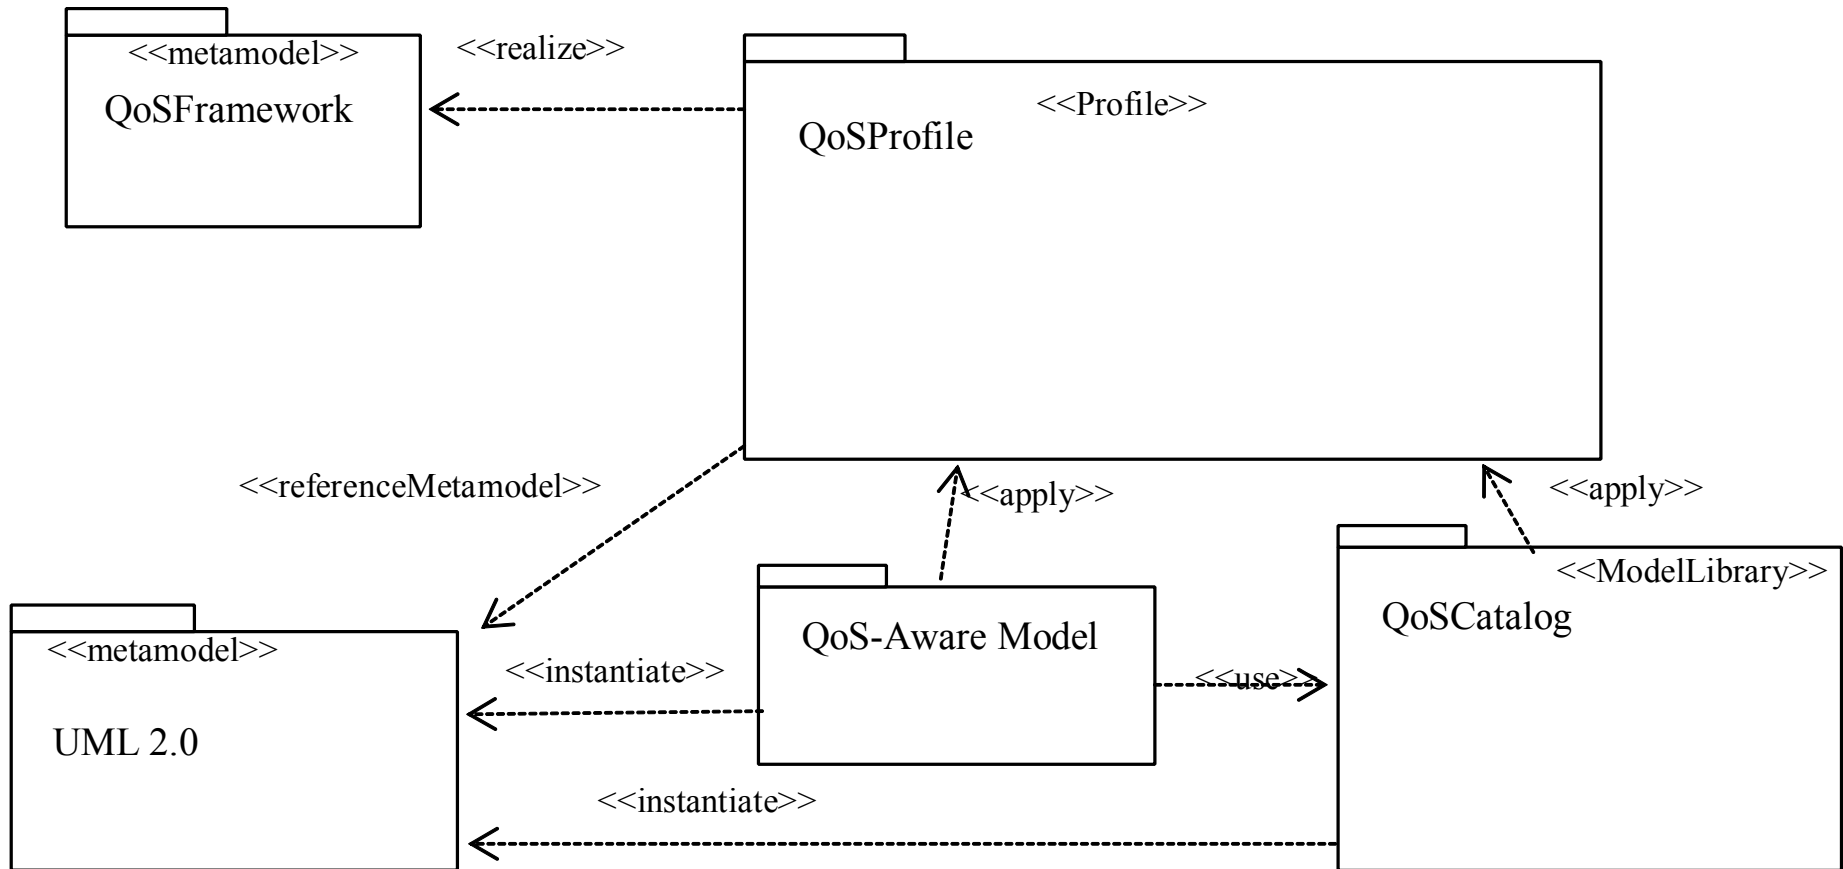 <<metamodel>>
QoSFramework
<<realize>>
<<Profile>>
QoSProfile
<<referenceMetamodel>>
<<apply>>
<<apply>>
<<metamodel>>
UML 2.0
<<instantiate>>
QoS-Aware Model
<<use>>
<<ModelLibrary>>
QoSCatalog
<<instantiate>>